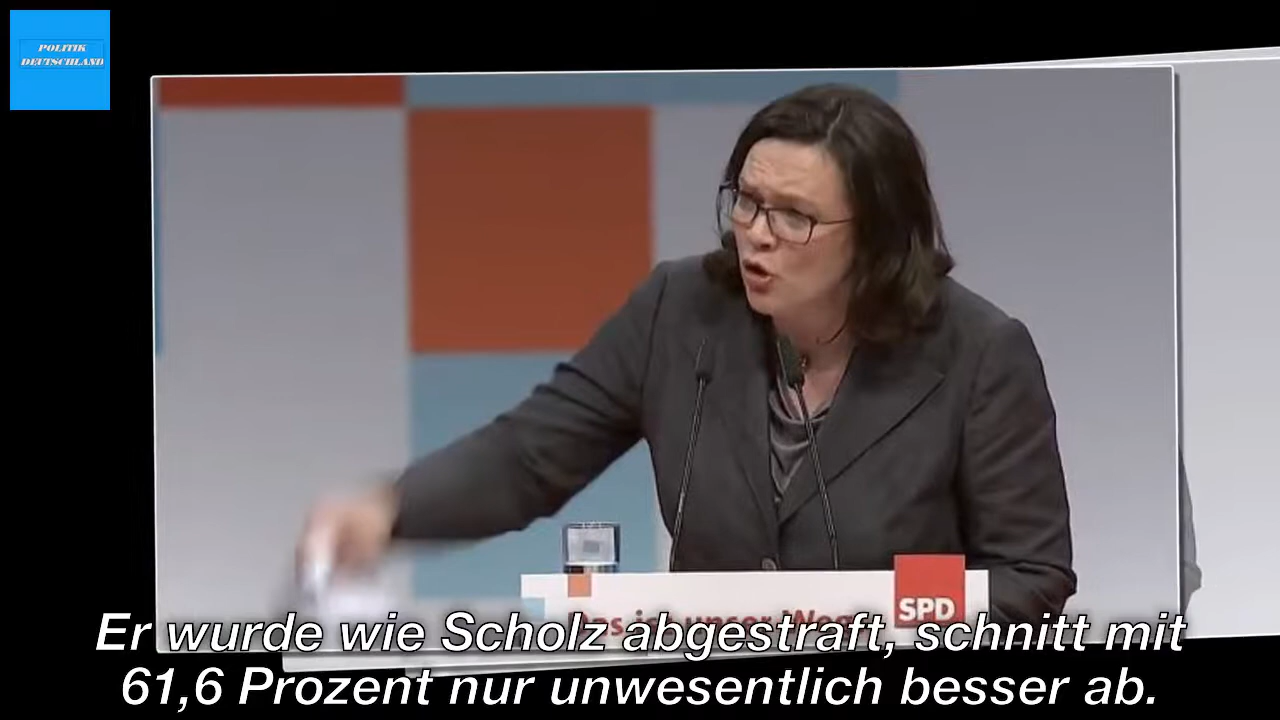 POLITIK
DEUTSCHLAND
SPD
Er wurde wie Scholz abgestraft, schnitt mit
61,6 Prozent nur unwesentlich besser ab.